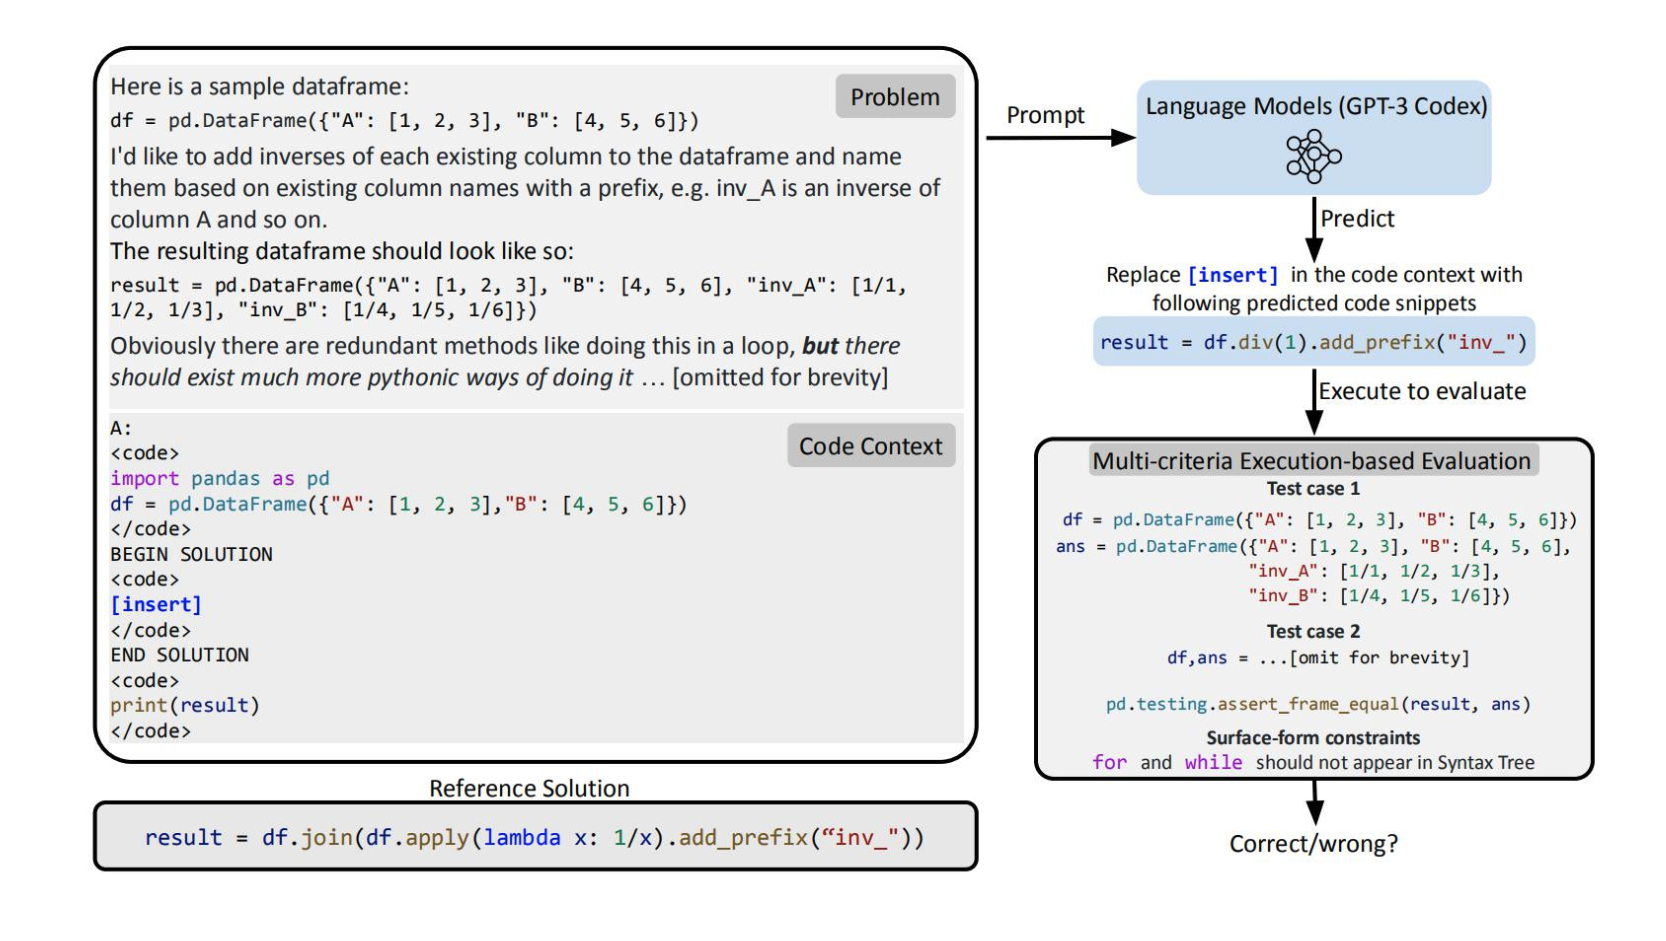 Here is a sample dataframe:
Problem
df = pd.DataFrame({"A": [1, 2, 3], "B": [4, 5, 6]})
I'd like to add inverses of each existing column to the dataframe and name
them based on existing column names with a prefix, e.g. inv_A is an inverse of
column A and so on.
The resulting dataframe should look like so:
result = pd.DataFrame({"A": [1, 2, 3], "B": [4, 5, 6], "inv_A": [1/1,
1/2, 1/3], "inv_B": [1/4, 1/5, 1/6]})
Obviously there are redundant methods like doing this in a loop, but there
should exist much more pythonic ways of doing it … [omitted for brevity]
A:
Code Context
<code>
import pandas as pd
df = pd.DataFrame({"A": [1, 2, 3],"B": [4, 5, 6]})
</code>
BEGIN SOLUTION
<code>
[insert]
</code>
END SOLUTION
<code>
print(result)
</code>
Reference Solution
result = df.join(df.apply(lambda x: 1/x).add_prefix(“inv_"))
Prompt
Language Models (GPT-3 Codex)
Predict
Replace [insert] in the code context with
following predicted code snippets
result = df.div(1).add_prefix("inv_")
Execute to evaluate
Multi-criteria Execution-based Evaluation
Test case 1
df = pd.DataFrame({"A": [1, 2, 3], "B": [4, 5, 6]})
ans = pd.DataFrame({"A": [1, 2, 3], "B": [4, 5, 6],
"inv_A": [1/1, 1/2, 1/3],
"inv_B": [1/4, 1/5, 1/6]})
Test case 2
df,ans = ...[omit for brevity]
pd.testing.assert_frame_equal(result, ans)
Surface-form constraints
for and while should not appear in Syntax Tree
Correct/wrong?